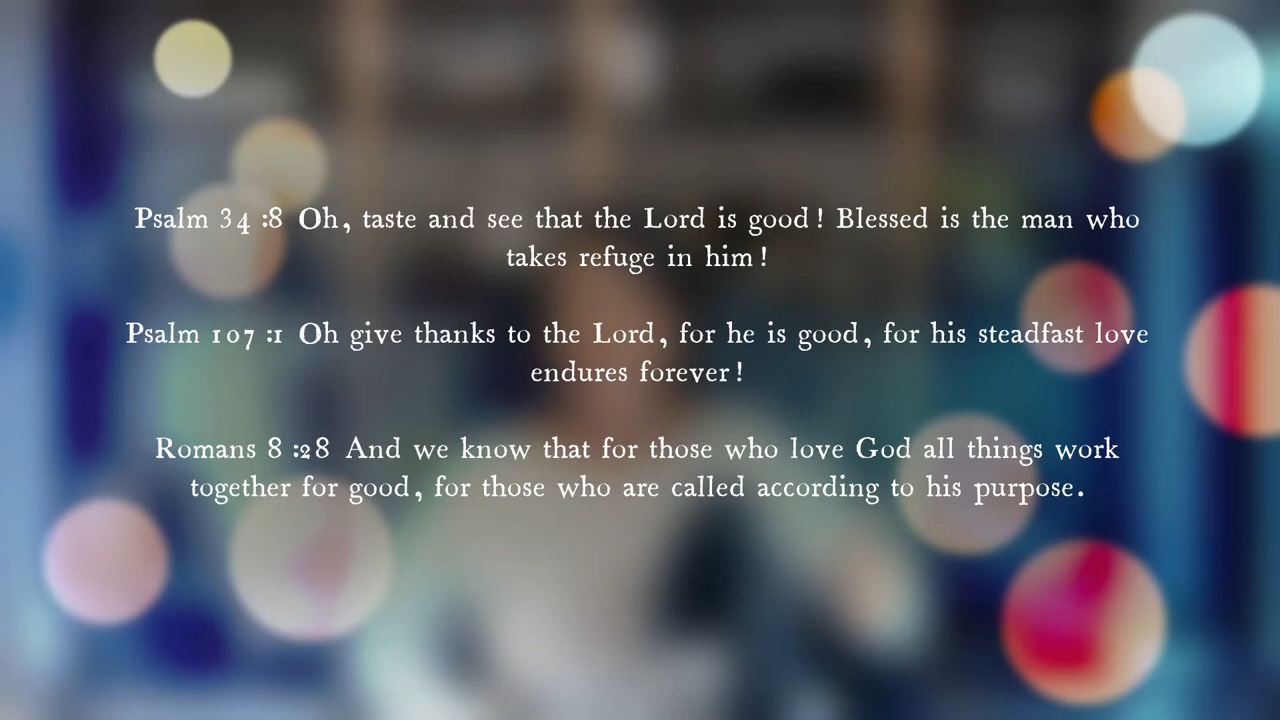 Psalm 34 :8 Oh, taste and see that the Lord is good! Blessed is the man who
takes refuge in him!
Psalm 107 :1 Oh give thanks to the Lord, for he is good, for his steadfast love
endures forever!
Romans 8 :28 And we know that for those who love God all things work
together for good, for those who are called according to his purpose.